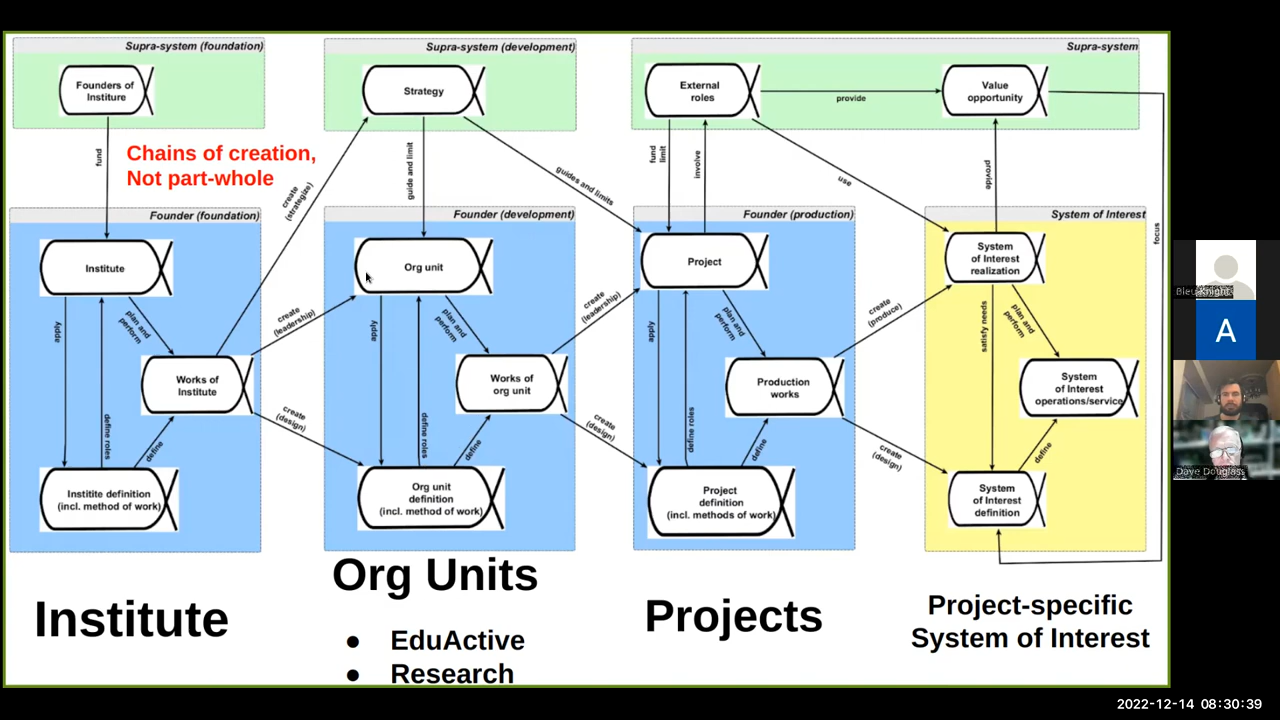 Supra-system (foundation)
Founders of
Institure
fund
Chains of creation,
Not part-whole
Founder (foundation)
Institute
apply
plan and
perform
Works of
Institute
define roles
define
Institite definition
(incl. method of work)
Institute
create
(strategize)
create
(leadership)
create
(design)
Supra-system (development)
Strategy
guide and limit
guides and limits
Founder (development)
Org unit
apply
plan and
perform
Works of
org unit
define roles
define
Org unit
definition
(incl. method of work)
Org Units
● EduActive
● Research
create
(leadership)
create
(design)
Supra-system
External
roles
provide
Value
opportunity
fund
limit
involve
use
provide
focus
Founder (production)
Project
apply
plan and
perform
Production
works
define roles
define
Project
definition
(incl. methods of work)
Projects
create
(produce)
create
(design)
System of Interest
System
of Interest
realization
satisfy needs
plan and
perform
System
of Interest
operations/service
define
System
of Interest
definition
Project-specific
System of Interest
A
Dave Douglass
2022-12-14 08:30:39